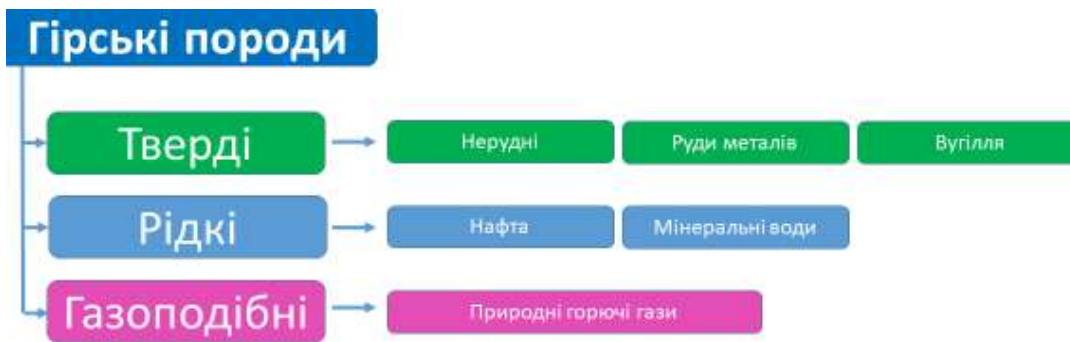 Гірські породи
Тверді
Нерудні
Руди металів
Вугілля
Рідкі
Нафта
Мінеральні води
Газоподібні
Природні горючі гази